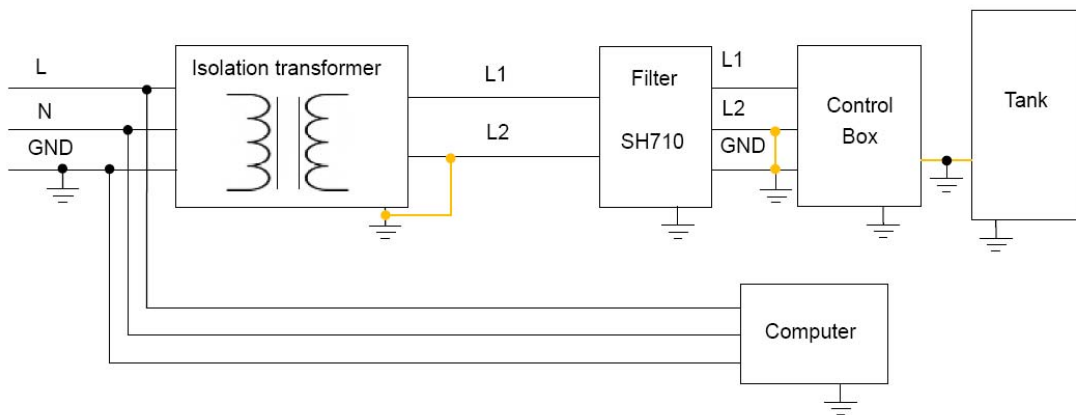 L
N
GND
Isolation transformer
L1
L2
Filter
SH710
L1
L2
GND
Control
Box
Tank
Computer